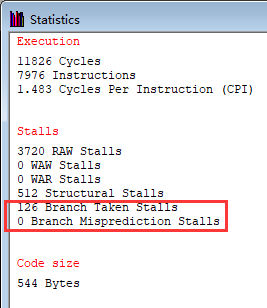 Statistics
Execution
11826 Cycles
7976 Instructions
1.483 Cycles Per Instruction (CPI)
Stalls
3720 RAW Stalls
0 WAW Stalls
0 WAR Stalls
512 Structural Stalls
126 Branch Taken Stalls
0 Branch Misprediction Stalls
Code size
544 Bytes